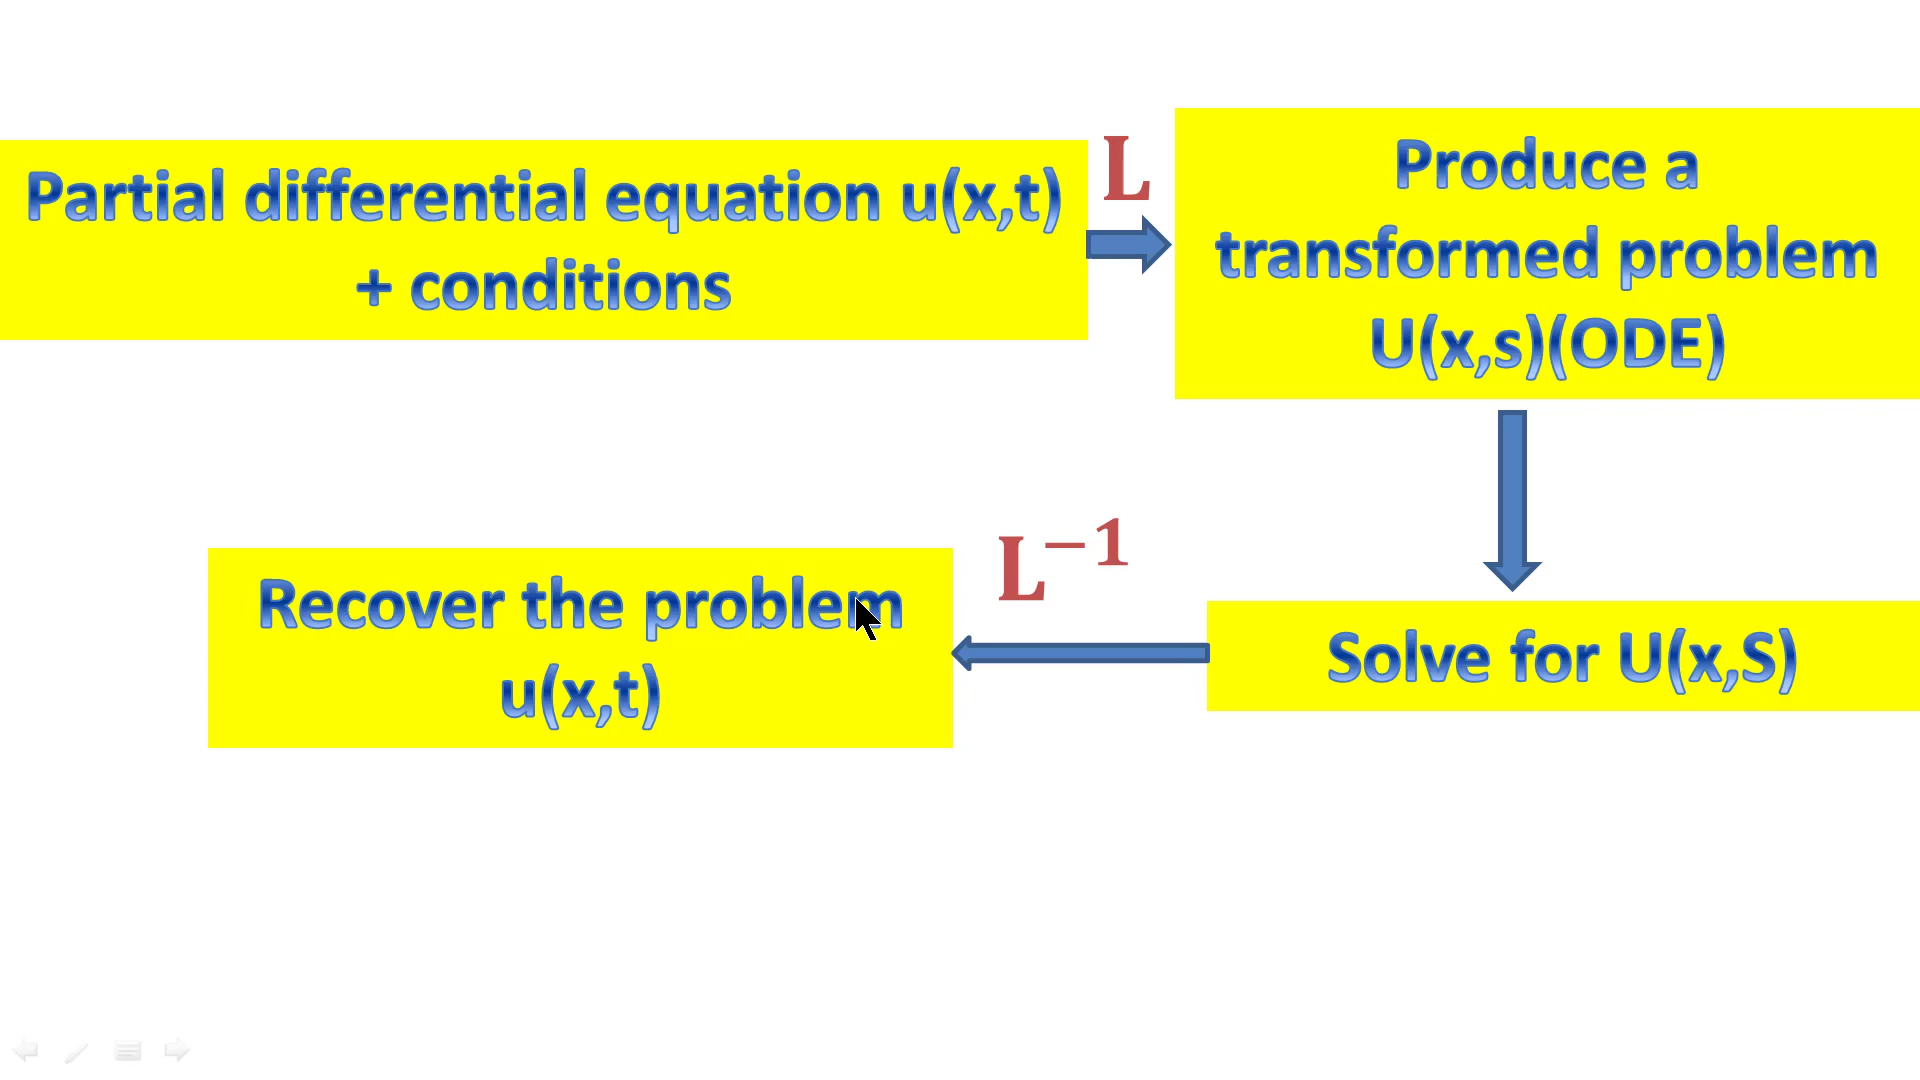 Partial differential equation u(x,t)
+ conditions
L
Produce a
transformed problem
U(x,s)(ODE)
Solve for U(x,S)
L⁻¹
Recover the problem
u(x,t)